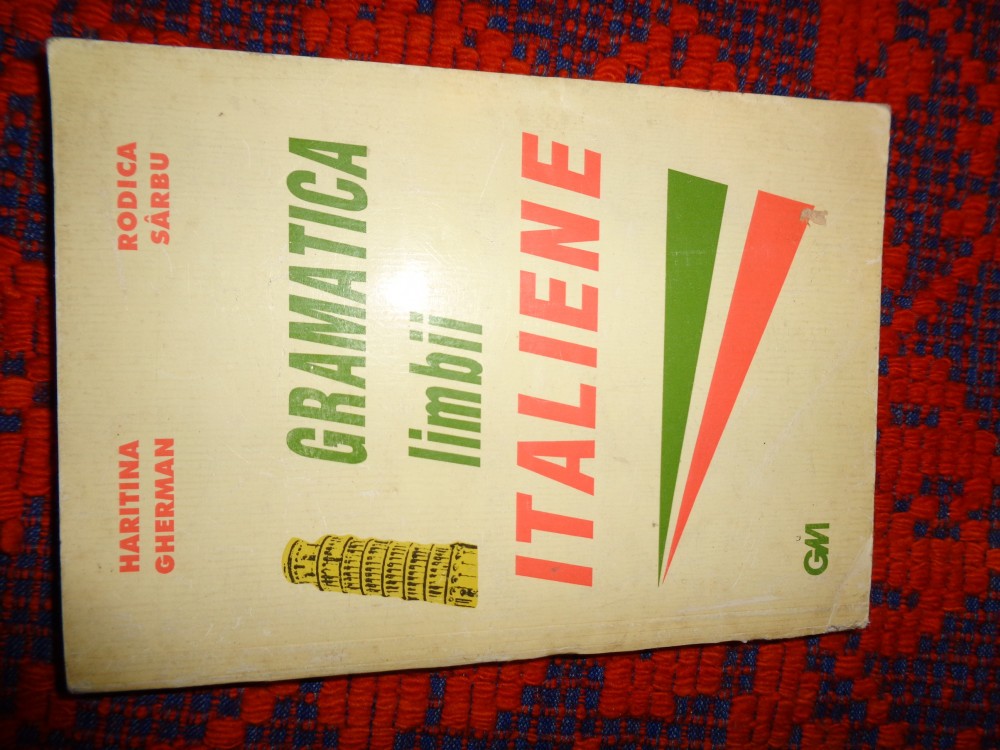 HARITINA
GHERMAN
RODICA
SÂRBU
GRAMATICA
limbii
ITALIENE
GM